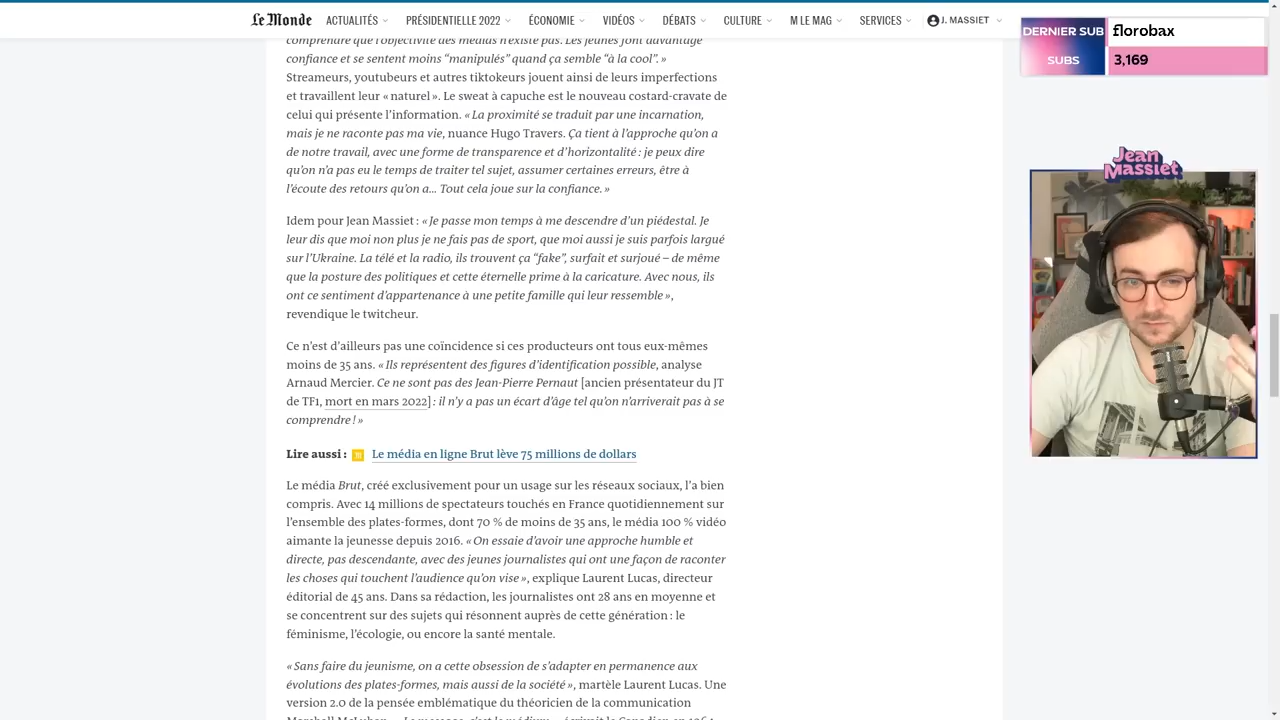 Le Monde
ACTUALITÉS
PRÉSIDENTIELLE 2022
ÉCONOMIE
VIDÉOS
DÉBATS
CULTURE
M LE MAG
SERVICES
J. MASSIET
comprendre que l’objectivité des médias n’existe pas. Les jeunes font davantage
confiance et se sentent moins “manipulés” quand ça semble “à la cool”. »
Streameurs, youtubeurs et autres tiktokeurs jouent ainsi de leurs imperfections
et travaillent leur « naturel ». Le sweat à capuche est le nouveau costard-cravate de
celui qui présente l’information. « La proximité se traduit par une incarnation,
mais je ne raconte pas ma vie, nuance Hugo Travers. Ça tient à l’approche qu’on a
de notre travail, avec une forme de transparence et d’horizontalité : je peux dire
qu’on n’a pas eu le temps de traiter tel sujet, assumer certaines erreurs, être à
l’écoute des retours qu’on a… Tout cela joue sur la confiance. »
Idem pour Jean Massiet : « Je passe mon temps à me descendre d’un piédestal. Je
leur dis que moi non plus je ne fais pas de sport, que moi aussi je suis parfois largué
sur l’Ukraine. La télé et la radio, ils trouvent ça “fake”, surfait et surjoué – de même
que la posture des politiques et cette éternelle prime à la caricature. Avec nous, ils
ont ce sentiment d’appartenance à une petite famille qui leur ressemble »,
revendique le twitcheur.
Ce n’est d’ailleurs pas une coïncidence si ces producteurs ont tous eux-mêmes
moins de 35 ans. « Ils représentent des figures d’identification possible, analyse
Arnaud Mercier. Ce ne sont pas des Jean-Pierre Pernaut [ancien présentateur du JT
de TF1, mort en mars 2022] : il n’y a pas un écart d’âge tel qu’on n’arriverait pas à se
comprendre ! »
Lire aussi : Le média en ligne Brut lève 75 millions de dollars
Le média Brut, créé exclusivement pour un usage sur les réseaux sociaux, l’a bien
compris. Avec 14 millions de spectateurs touchés en France quotidiennement sur
l’ensemble des plates-formes, dont 70 % de moins de 35 ans, le média 100 % vidéo
aimante la jeunesse depuis 2016. « On essaie d’avoir une approche humble et
directe, pas descendante, avec des jeunes journalistes qui ont une façon de raconter
les choses qui touchent l’audience qu’on vise », explique Laurent Lucas, directeur
éditorial de 45 ans. Dans sa rédaction, les journalistes ont 28 ans en moyenne et
se concentrent sur des sujets qui résonnent auprès de cette génération : le
féminisme, l’écologie, ou encore la santé mentale.
« Sans faire du jeunisme, on a cette obsession de s’adapter en permanence aux
évolutions des plates-formes, mais aussi de la société », martèle Laurent Lucas. Une
version 2.0 de la pensée emblématique du théoricien de la communication
DERNIER SUB
florobax
SUBS
3,169
Jean
Massiet